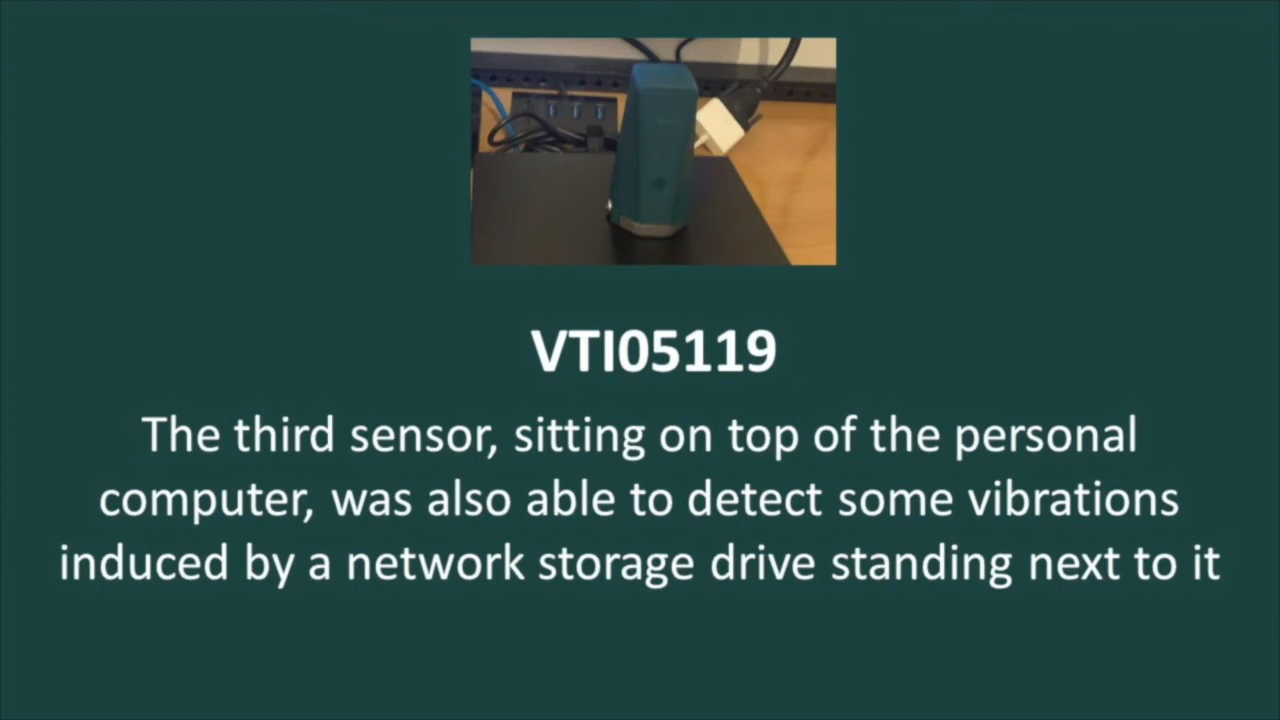 VTI05119
The third sensor, sitting on top of the personal
computer, was also able to detect some vibrations
induced by a network storage drive standing next to it